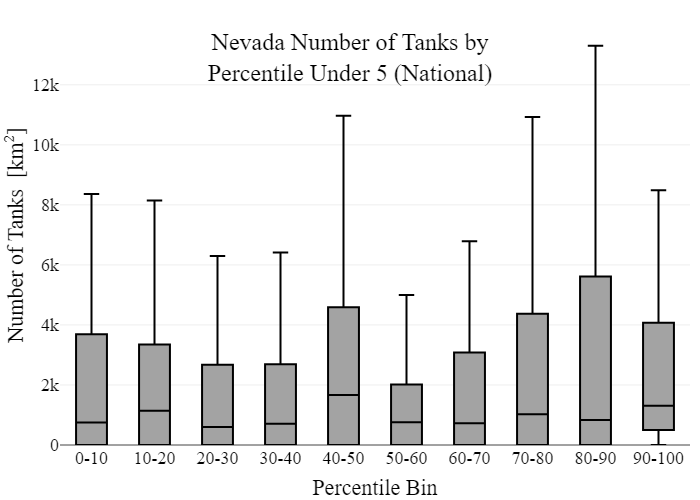 Nevada Number of Tanks by
Percentile Under 5 (National)
Number of Tanks [km²]
12k
10k
8k
6k
4k
2k
0
0-10 10-20 20-30 30-40 40-50 50-60 60-70 70-80 80-90 90-100
Percentile Bin